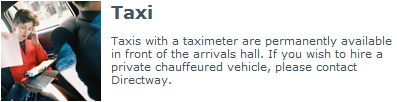 Taxi
Taxis with a taximeter are permanently available
in front of the arrivals hall. If you wish to hire a
private chauffeured vehicle, please contact
Directway.